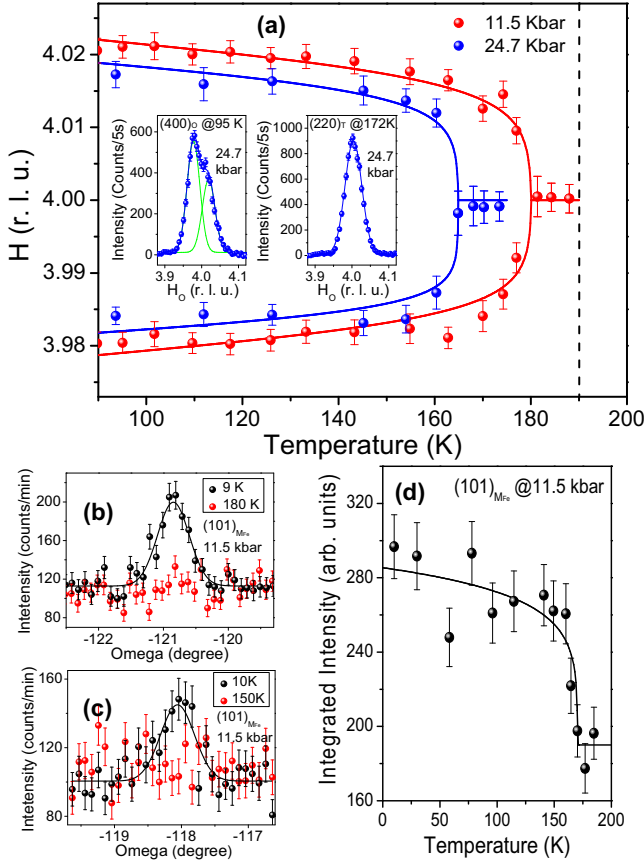 (a)
11.5 Kbar
24.7 Kbar
4.02
4.01
4.00
3.99
3.98
H (r. l. u.)
(400)O @95 K
24.7
kbar
600
400
200
0
Intensity (Counts/5s)
3.9 4.0 4.1
HO (r. l. u.)
(220)T @172K
24.7
kbar
1000
800
600
400
200
0
Intensity (Counts/5s)
3.9 4.0 4.1
HO (r. l. u.)
100 120 140 160 180 200
Temperature (K)
(b)
9 K
180 K
(101)MFe
11.5 kbar
200
160
120
80
Intetensity (counts/min)
-122 -121 -120
Omega (degree)
(c)
10K
150K
(101)MFe
11.5 kbar
160
120
80
Intetensity (counts/min)
-119 -118 -117
Omega (degree)
(d)
(101)MFe @11.5 kbar
360
320
280
240
200
160
Integrated Intensity (arb. units)
0 50 100 150 200
Temperature (K)